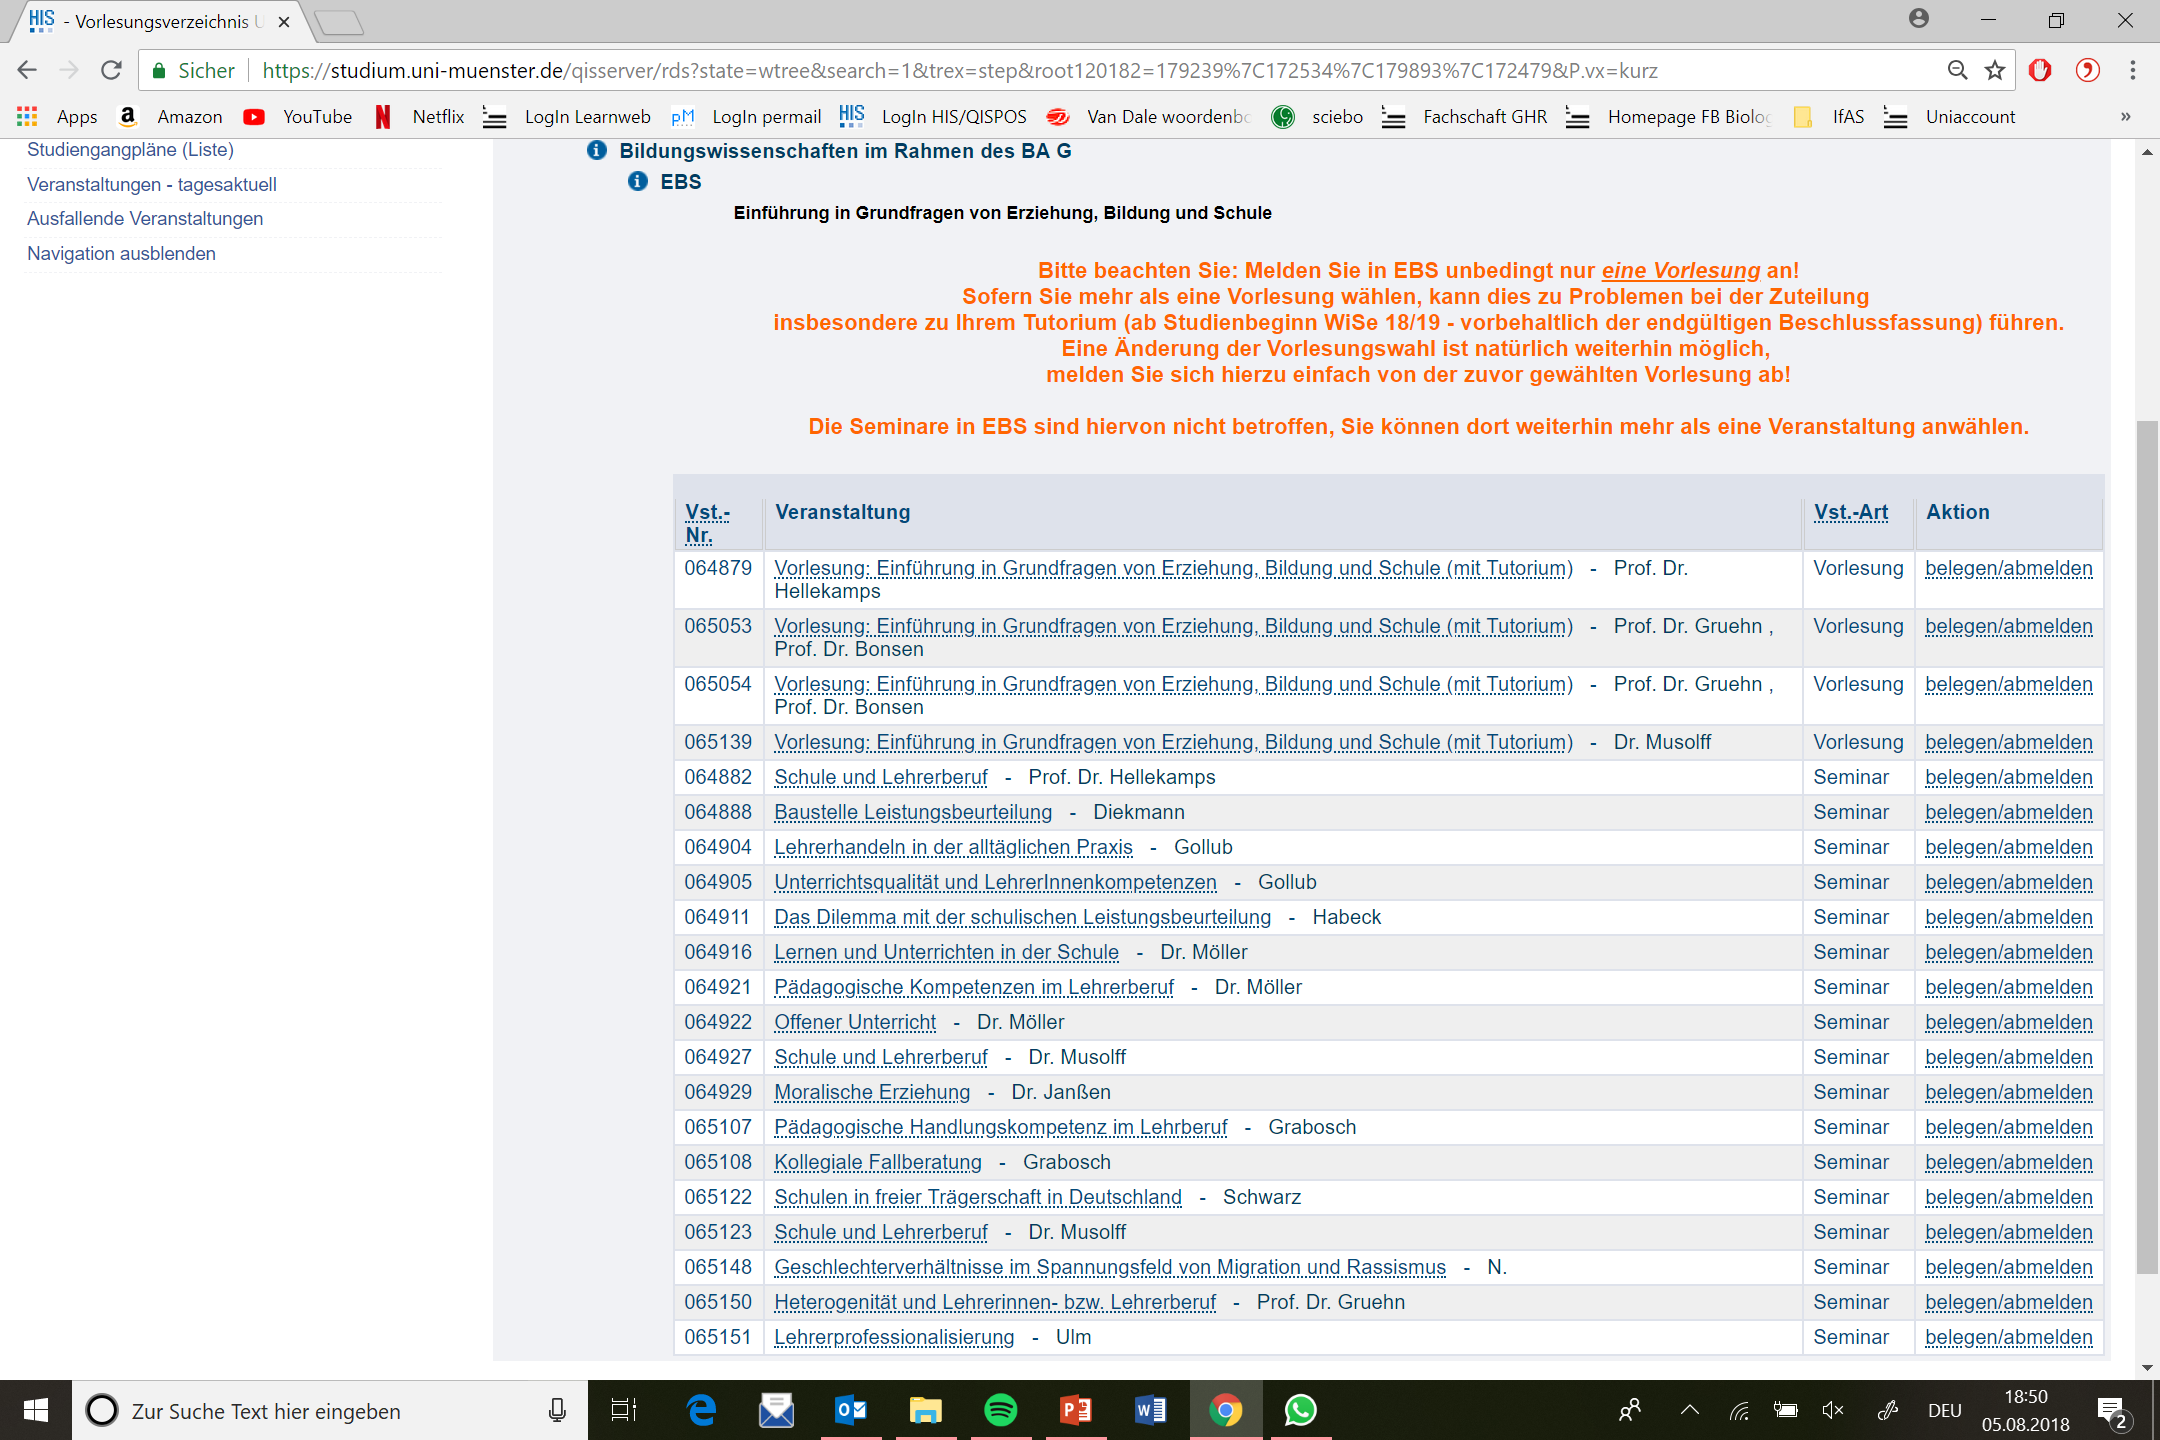 HIS - Vorlesungsverzeichnis
Sicher https://studium.uni-muenster.de/qisserver/rds?state=wtree&search=1&trex=step&root120182=179239%7C172534%7C179893%7C172479&P.vx=kurz
Apps Amazon YouTube Netflix LogIn Learnweb pM LogIn permail HIS LogIn HIS/QISPOS Van Dale sciebo Fachschaft GHR Homepage FB IfAS Uniaccount »
Studiengangpläne (Liste)
Veranstaltungen - tagesaktuell
Ausfallende Veranstaltungen
Navigation ausblenden
Bildungswissenschaften im Rahmen des BA G
EBS
Einführung in Grundfragen von Erziehung, Bildung und Schule
Bitte beachten Sie: Melden Sie in EBS unbedingt nur eine Vorlesung an!
Sofern Sie mehr als eine Vorlesung wählen, kann dies zu Problemen bei der Zuteilung
insbesondere zu Ihrem Tutorium (ab Studienbeginn WiSe 18/19 - vorbehaltlich der endgültigen Beschlussfassung) führen.
Eine Änderung der Vorlesungswahl ist natürlich weiterhin möglich,
melden Sie sich hierzu einfach von der zuvor gewählten Vorlesung ab!
Die Seminare in EBS sind hiervon nicht betroffen, Sie können dort weiterhin mehr als eine Veranstaltung anwählen.
Vst.- Veranstaltung Vst.-Art Aktion
Nr.
064879 Vorlesung: Einführung in Grundfragen von Erziehung, Bildung und Schule (mit Tutorium) - Prof. Dr. Vorlesung belegen/abmelden
Hellekamps
065053 Vorlesung: Einführung in Grundfragen von Erziehung, Bildung und Schule (mit Tutorium) - Prof. Dr. Gruehn , Vorlesung belegen/abmelden
Prof. Dr. Bonsen
065054 Vorlesung: Einführung in Grundfragen von Erziehung, Bildung und Schule (mit Tutorium) - Prof. Dr. Gruehn , Vorlesung belegen/abmelden
Prof. Dr. Bonsen
065139 Vorlesung: Einführung in Grundfragen von Erziehung, Bildung und Schule (mit Tutorium) - Dr. Musolff Vorlesung belegen/abmelden
064882 Schule und Lehrerberuf - Prof. Dr. Hellekamps Seminar belegen/abmelden
064888 Baustelle Leistungsbeurteilung - Diekmann Seminar belegen/abmelden
064904 Lehrerhandeln in der alltäglichen Praxis - Gollub Seminar belegen/abmelden
064905 Unterrichtsqualität und LehrerInnenkompetenzen - Gollub Seminar belegen/abmelden
064911 Das Dilemma mit der schulischen Leistungsbeurteilung - Habeck Seminar belegen/abmelden
064916 Lernen und Unterrichten in der Schule - Dr. Möller Seminar belegen/abmelden
064921 Pädagogische Kompetenzen im Lehrerberuf - Dr. Möller Seminar belegen/abmelden
064922 Offener Unterricht - Dr. Möller Seminar belegen/abmelden
064927 Schule und Lehrerberuf - Dr. Musolff Seminar belegen/abmelden
064929 Moralische Erziehung - Dr. Janßen Seminar belegen/abmelden
065107 Pädagogische Handlungskompetenz im Lehrberuf - Grabosch Seminar belegen/abmelden
065108 Kollegiale Fallberatung - Grabosch Seminar belegen/abmelden
065122 Schulen in freier Trägerschaft in Deutschland - Schwarz Seminar belegen/abmelden
065123 Schule und Lehrerberuf - Dr. Musolff Seminar belegen/abmelden
065148 Geschlechterverhältnisse im Spannungsfeld von Migration und Rassismus - N. Seminar belegen/abmelden
065150 Heterogenität und Lehrerinnen- bzw. Lehrerberuf - Prof. Dr. Gruehn Seminar belegen/abmelden
065151 Lehrerprofessionalisierung - Ulm Seminar belegen/abmelden
Zur Suche Text hier eingeben DEU 18:50
05.08.2018 2